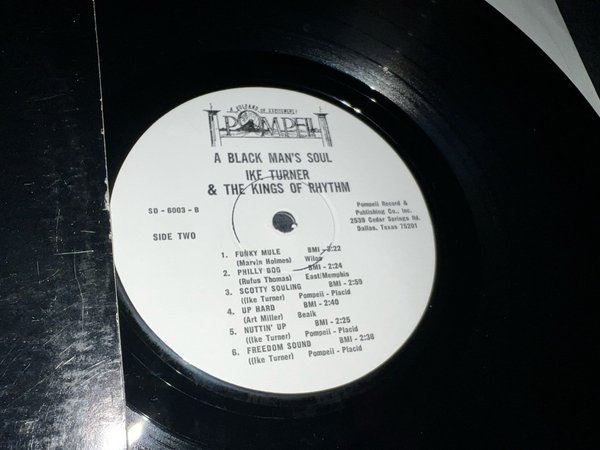 A VOLCANO OF EXCITEMENT!
POMPEII
A BLACK MAN'S SOUL
IKE TURNER
& THE KINGS OF RHYTHM
SD - 6003 - B
SIDE TWO
Pompeii Record &
Publishing Co., Inc.
2539 Cedar Springs Rd.
Dallas, Texas 75201
1. FUNKY MULE BMI - 2:22
(Marvin Holmes) Wilga
2. PHILLY DOG BMI - 2:24
(Rufus Thomas) East/Memphis
3. SCOTTY SOULING BMI - 2:59
((Ike Turner) Pompeii - Placid
4. UP HARD BMI - 2:40
(Art Miller) Beaik
5. NUTTIN' UP BMI - 2:25
((Ike Turner) Pompeii - Placid
6. FREEDOM SOUND BMI - 2:38
((Ike Turner) Pompeii - Placid